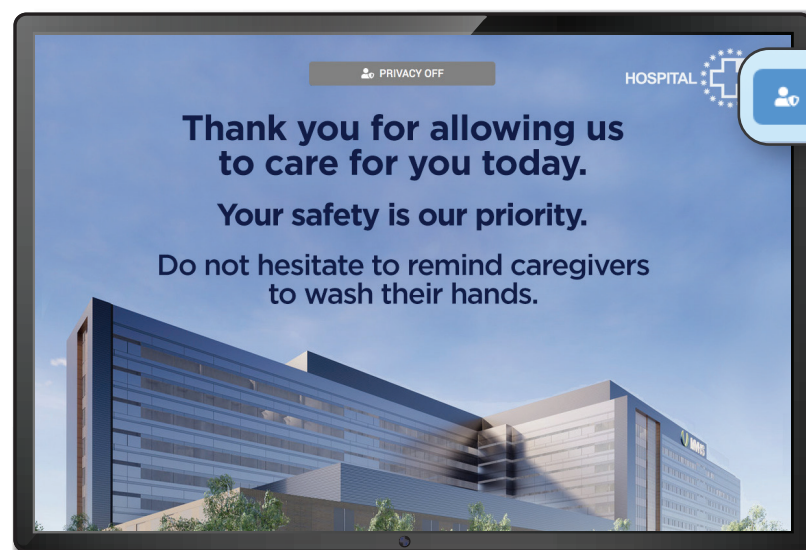 PRIVACY OFF
HOSPITAL
Thank you for allowing us
to care for you today.
Your safety is our priority.
Do not hesitate to remind caregivers
to wash their hands.